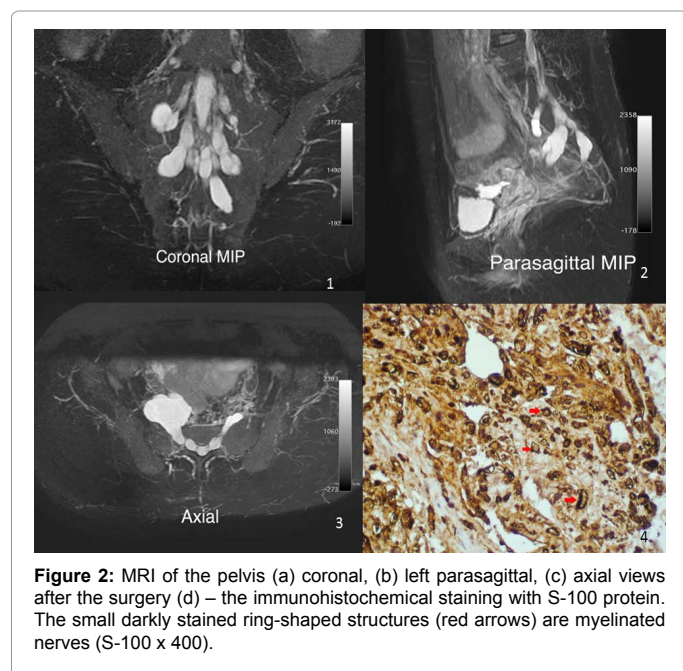 3172
1490
-192
Coronal MIP
1
2358
1090
-178
Parasagittal MIP
2
2393
1060
-273
Axial
3
4
Figure 2: MRI of the pelvis (a) coronal, (b) left parasagittal, (c) axial views
after the surgery (d) – the immunohistochemical staining with S-100 protein.
The small darkly stained ring-shaped structures (red arrows) are myelinated
nerves (S-100 x 400).